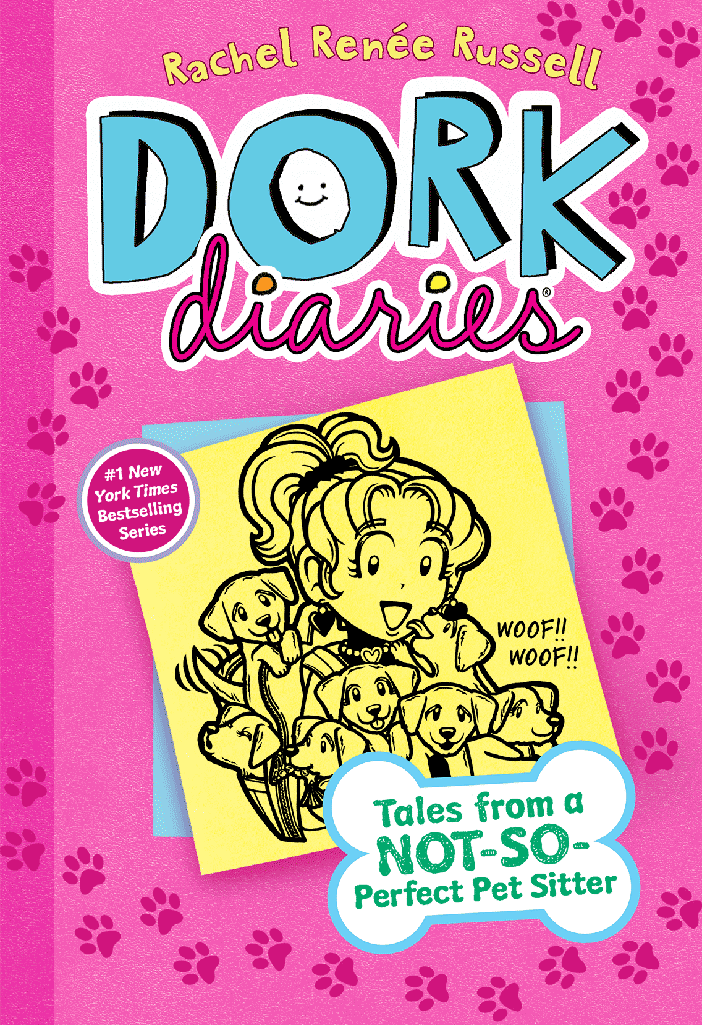 Rachel Renée Russell
DORK
diaries®
#1 New
York Times
Bestselling
Series
WOOF!!
WOOF!!
Tales from a
NOT-SO-
Perfect Pet Sitter